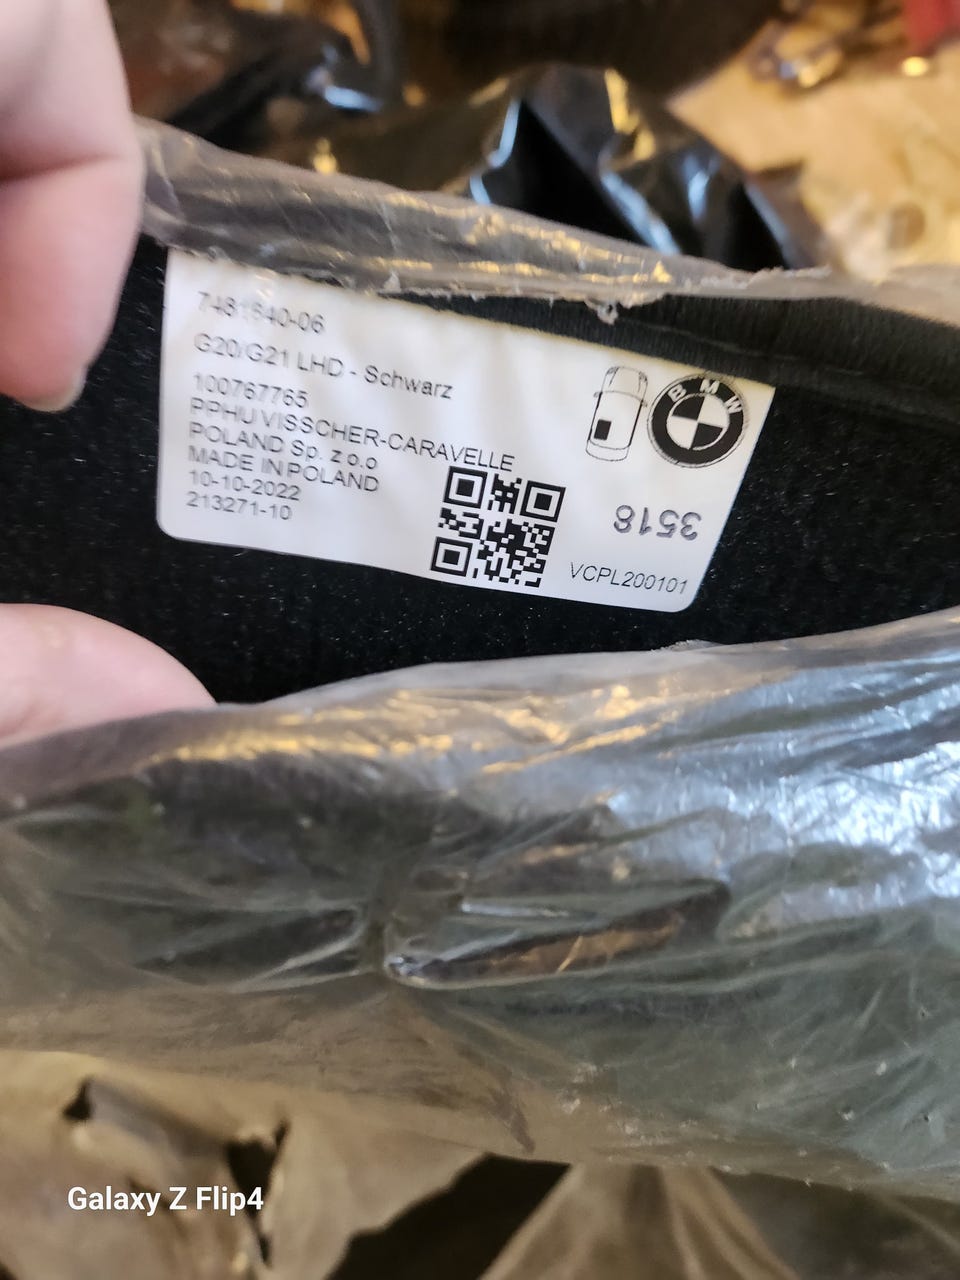 7481640-06
G20/G21 LHD - Schwarz
100767765
PPHU VISSCHER-CARAVELLE
POLAND Sp. z o.o
MADE IN POLAND
10-10-2022
213271-10
BMW
3518
VCPL200101
Galaxy Z Flip4